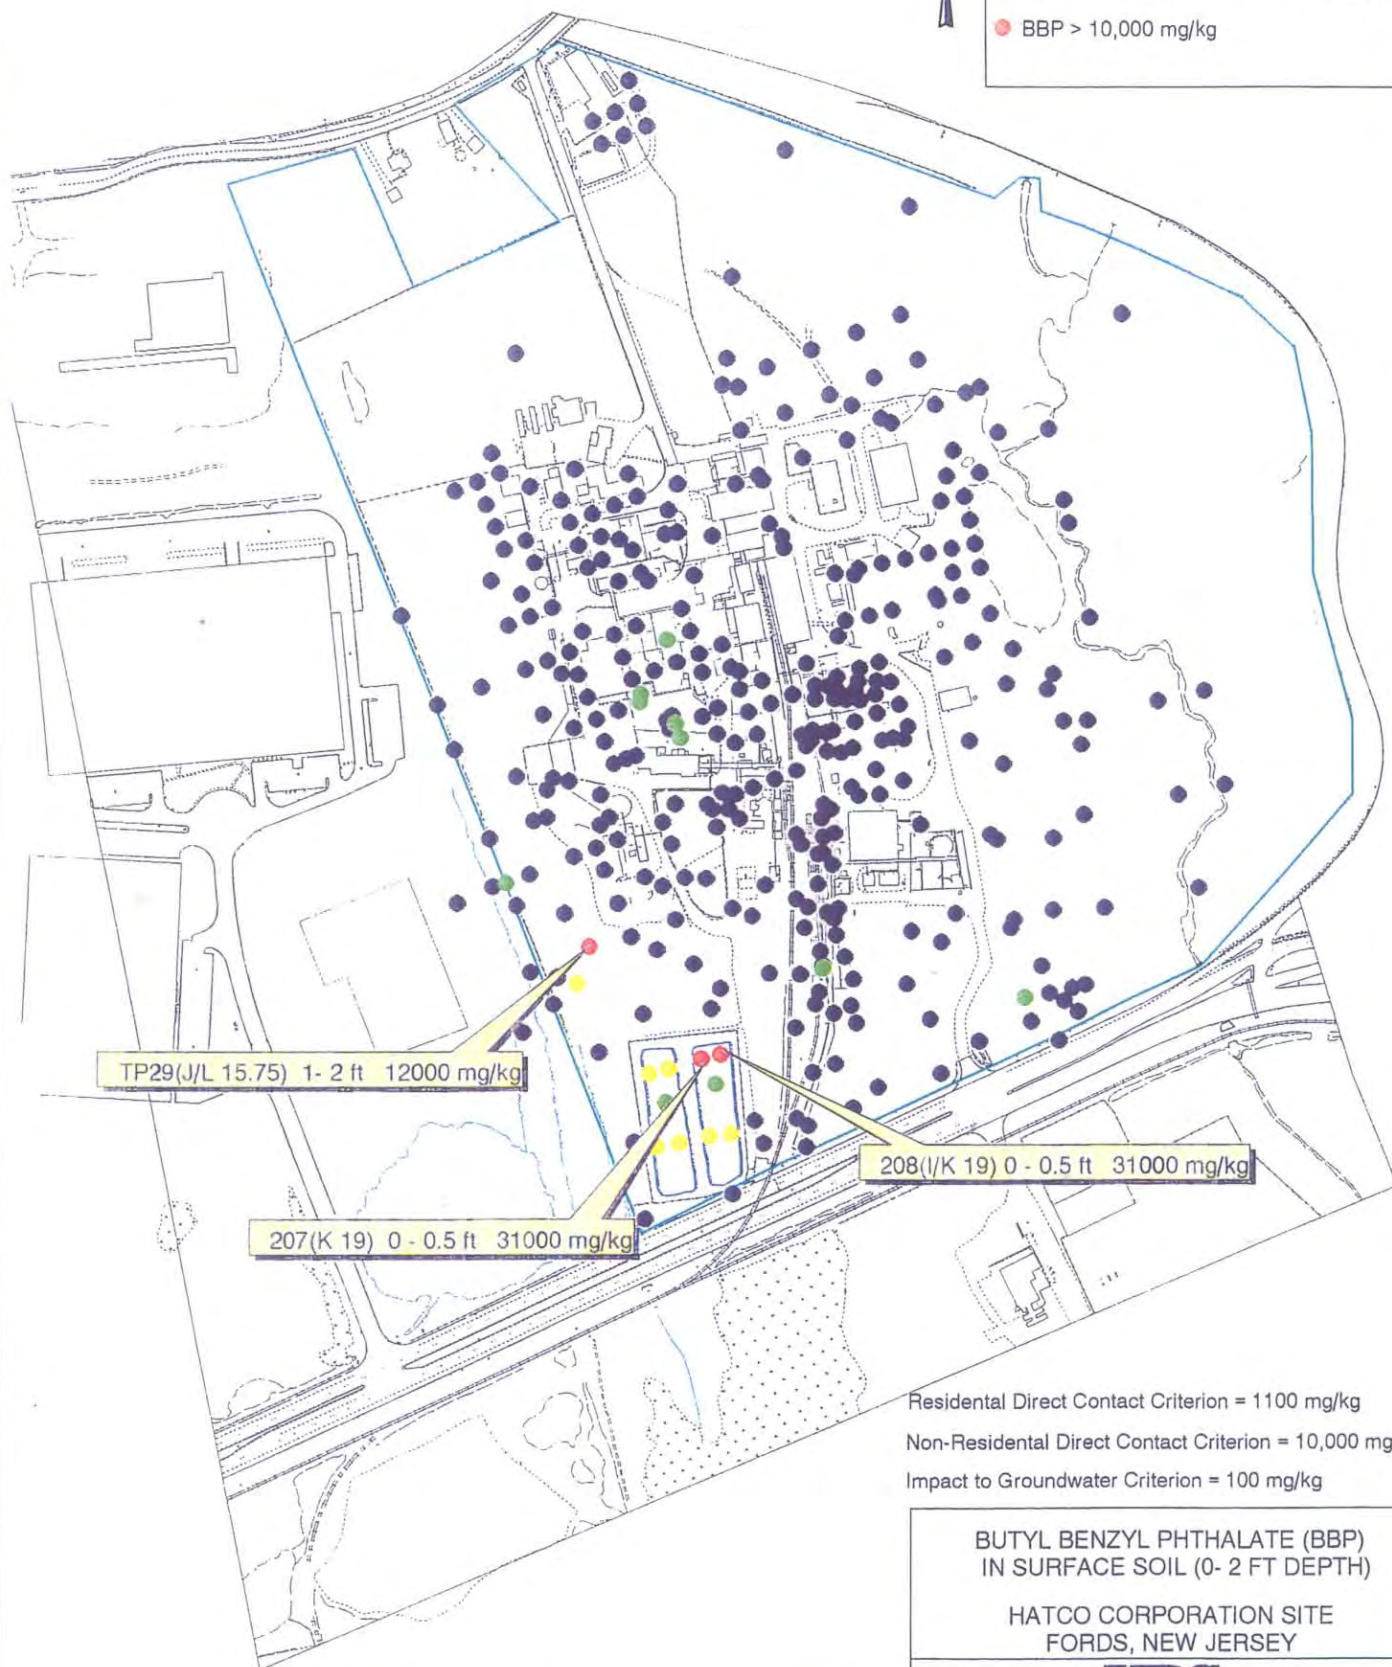 BBP > 10,000 mg/kg
TP29(J/L 15.75) 1- 2 ft 12000 mg/kg
208(I/K 19) 0 - 0.5 ft 31000 mg/kg
207(K 19) 0 - 0.5 ft 31000 mg/kg
Residental Direct Contact Criterion = 1100 mg/kg
Non-Residental Direct Contact Criterion = 10,000 mg
Impact to Groundwater Criterion = 100 mg/kg
BUTYL BENZYL PHTHALATE (BBP)
IN SURFACE SOIL (0- 2 FT DEPTH)
HATCO CORPORATION SITE
FORDS, NEW JERSEY